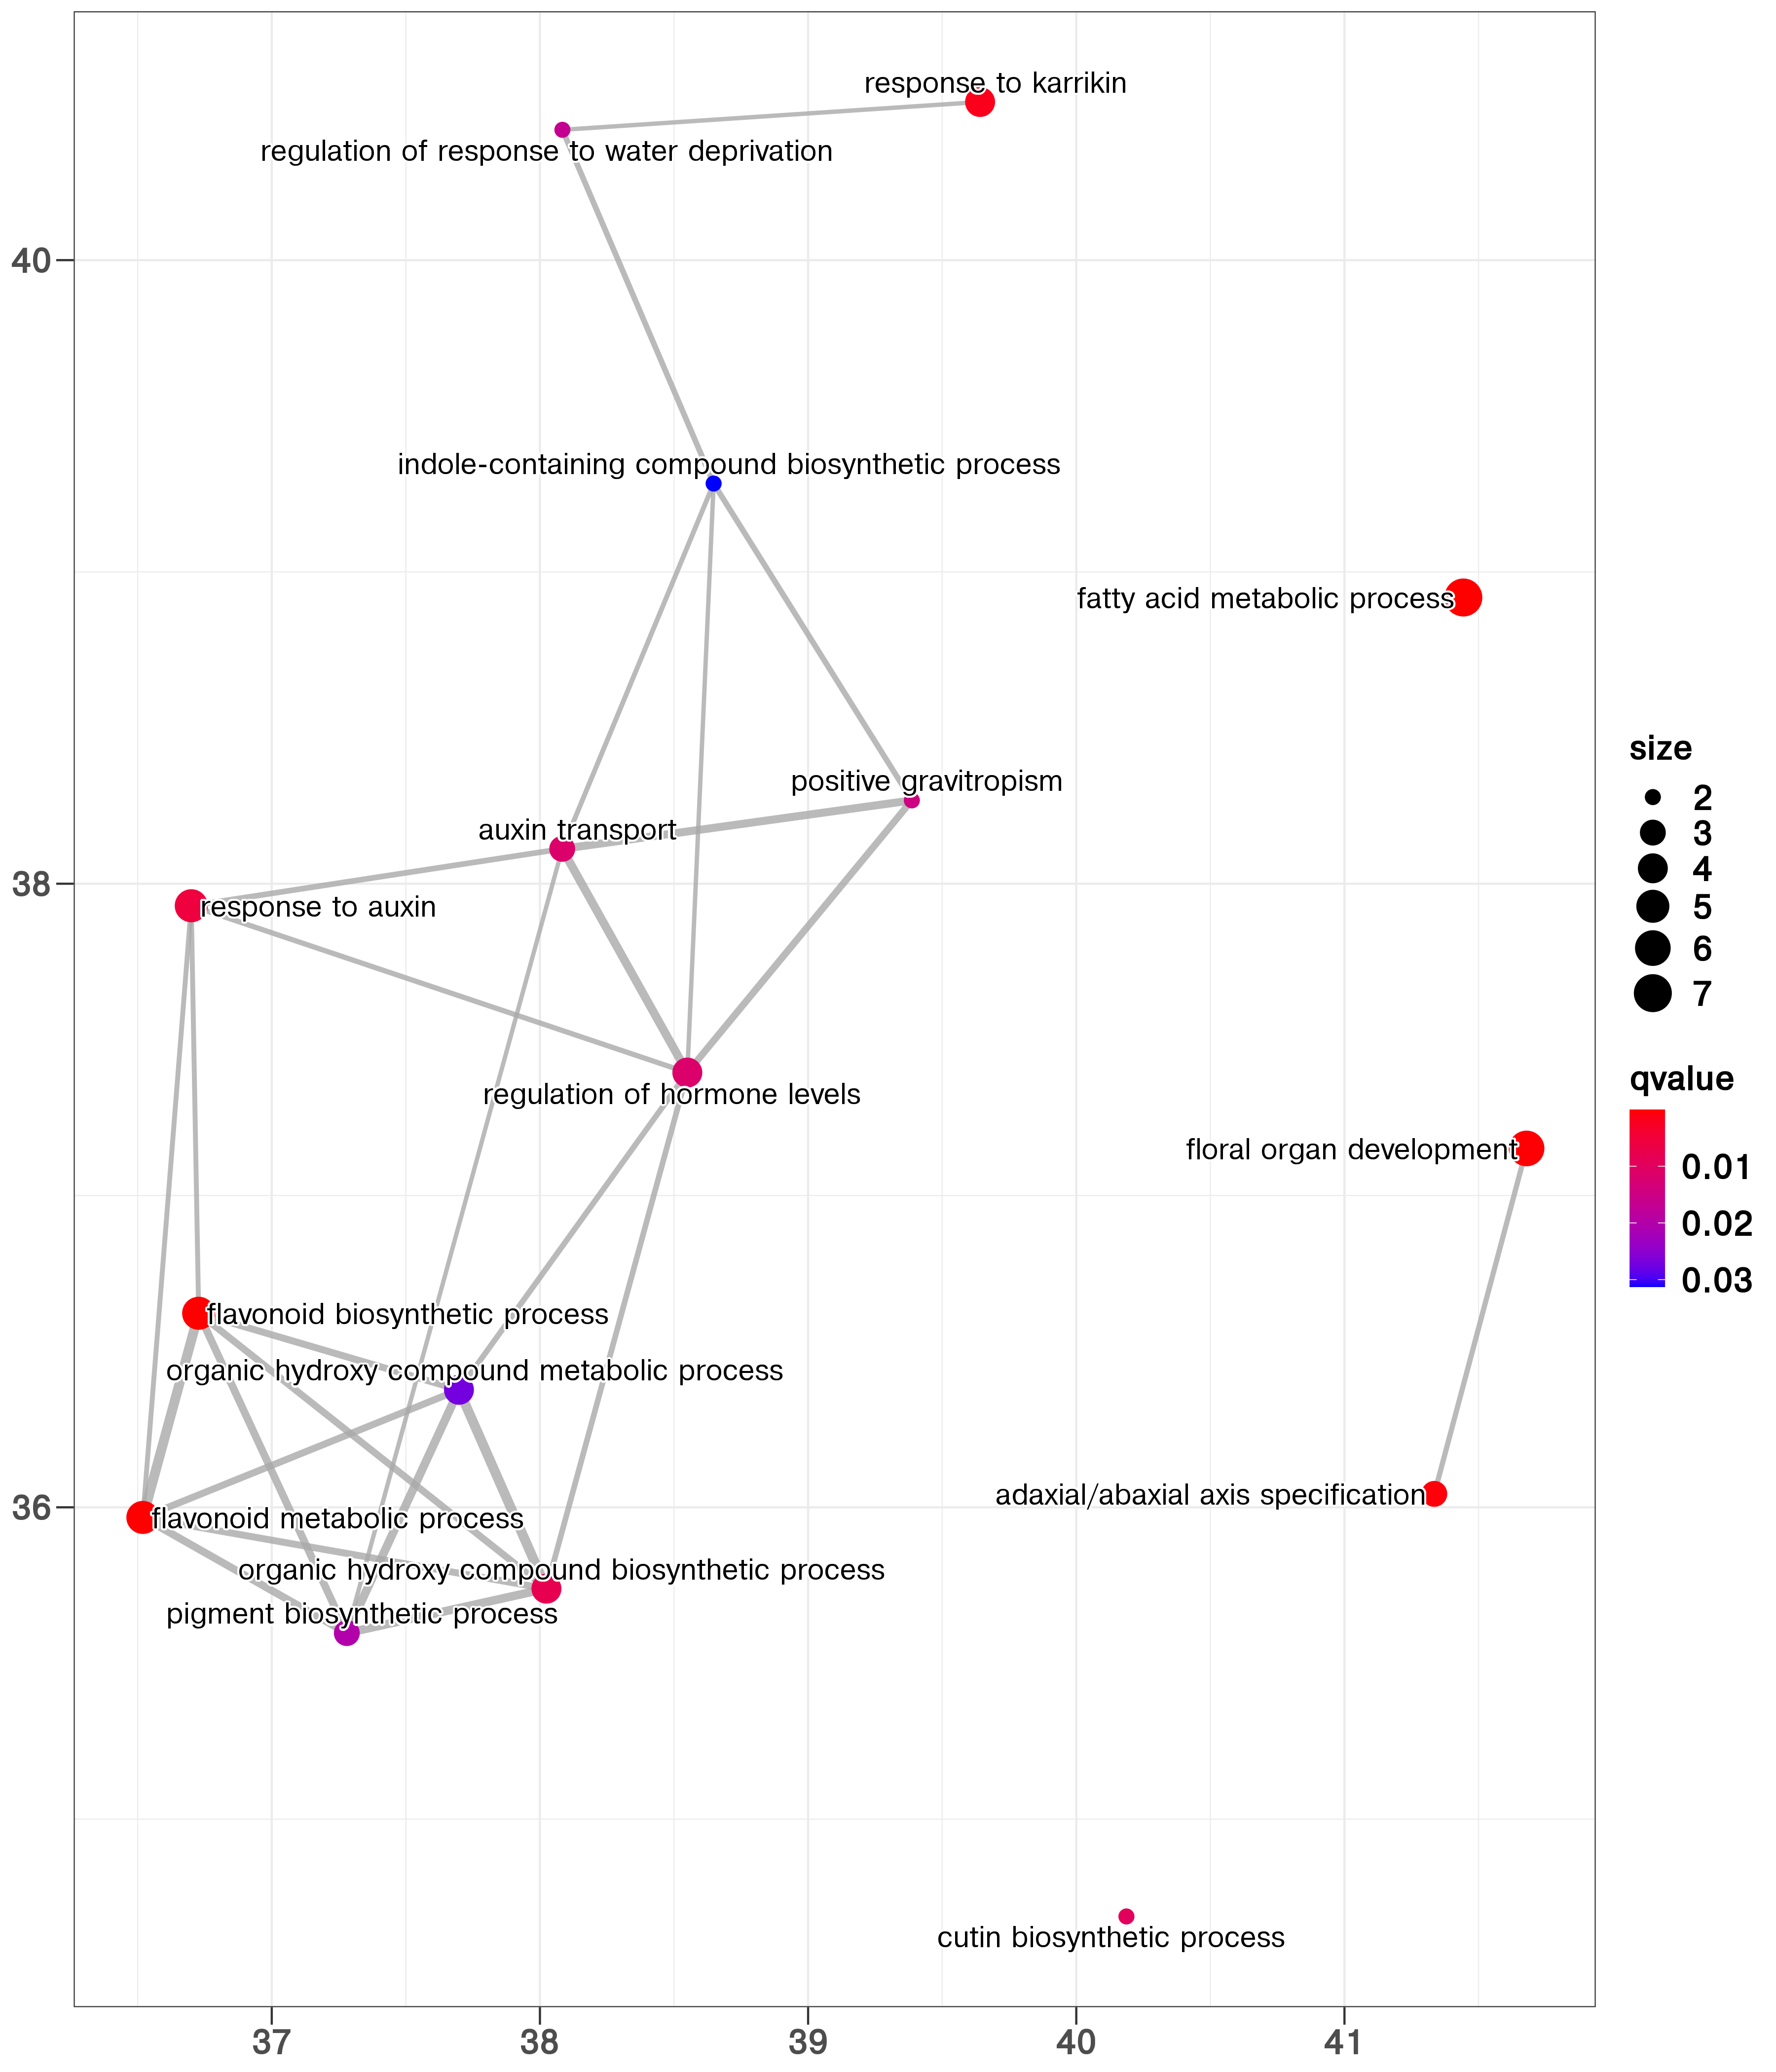 response to karrikin
regulation of response to water deprivation
40
indole-containing compound biosynthetic process
fatty acid metabolic process
size
positive gravitropism
2
auxin transport
3
4
38
response to auxin
5
6
7
regulation of hormone levels
qvalue
floral organ development
0.01
0.02
0.03
flavonoid biosynthetic process
organic hydroxy compound metabolic process
adaxial/abaxial axis specification
36
flavonoid metabolic process
organic hydroxy compound biosynthetic process
pigment biosynthetic process
cutin biosynthetic process
37 38 39 40 41